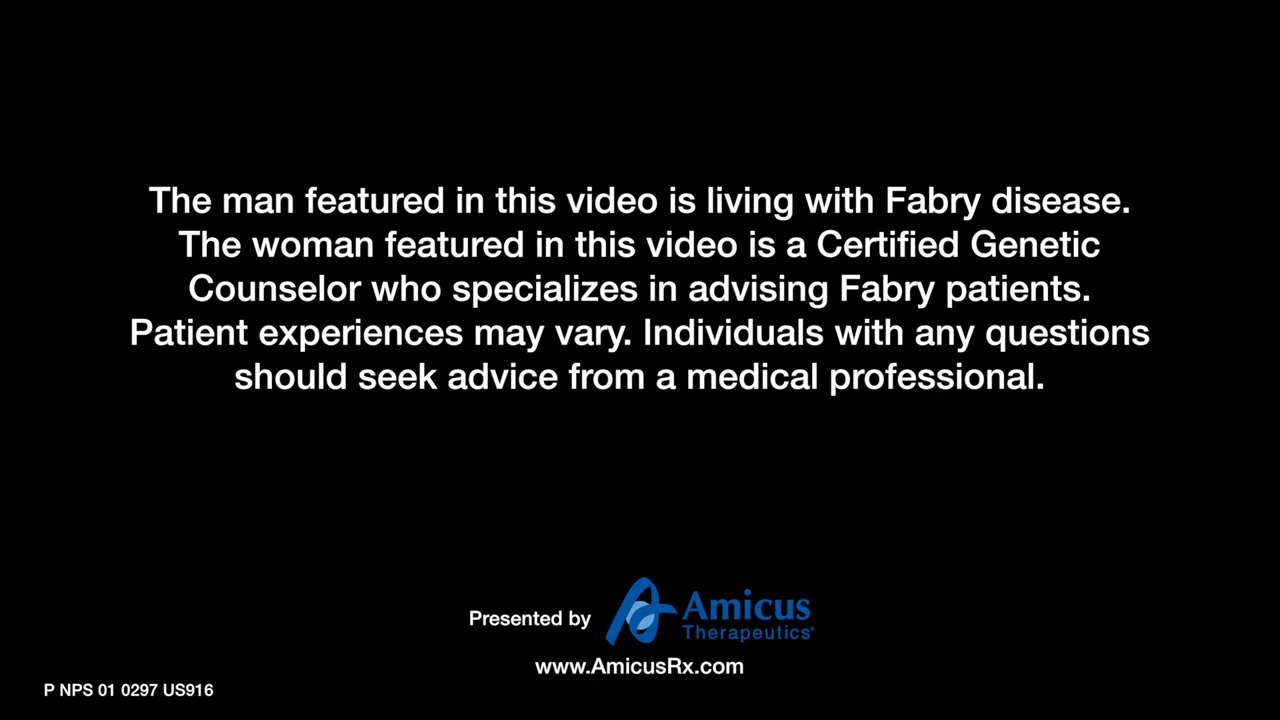 The man featured in this video is living with Fabry disease.
The woman featured in this video is a Certified Genetic
Counselor who specializes in advising Fabry patients.
Patient experiences may vary. Individuals with any questions
should seek advice from a medical professional.
Presented by
Amicus
Therapeutics®
www.AmicusRx.com
P NPS 01 0297 US916